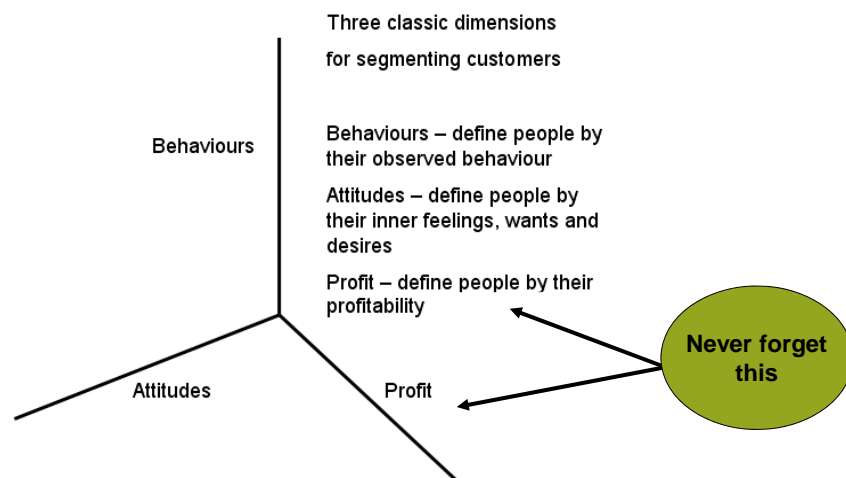 Three classic dimensions
for segmenting customers
Behaviours
Behaviours – define people by
their observed behaviour
Attitudes – define people by
their inner feelings, wants and
desires
Profit – define people by their
profitability
Never forget
this
Attitudes
Profit